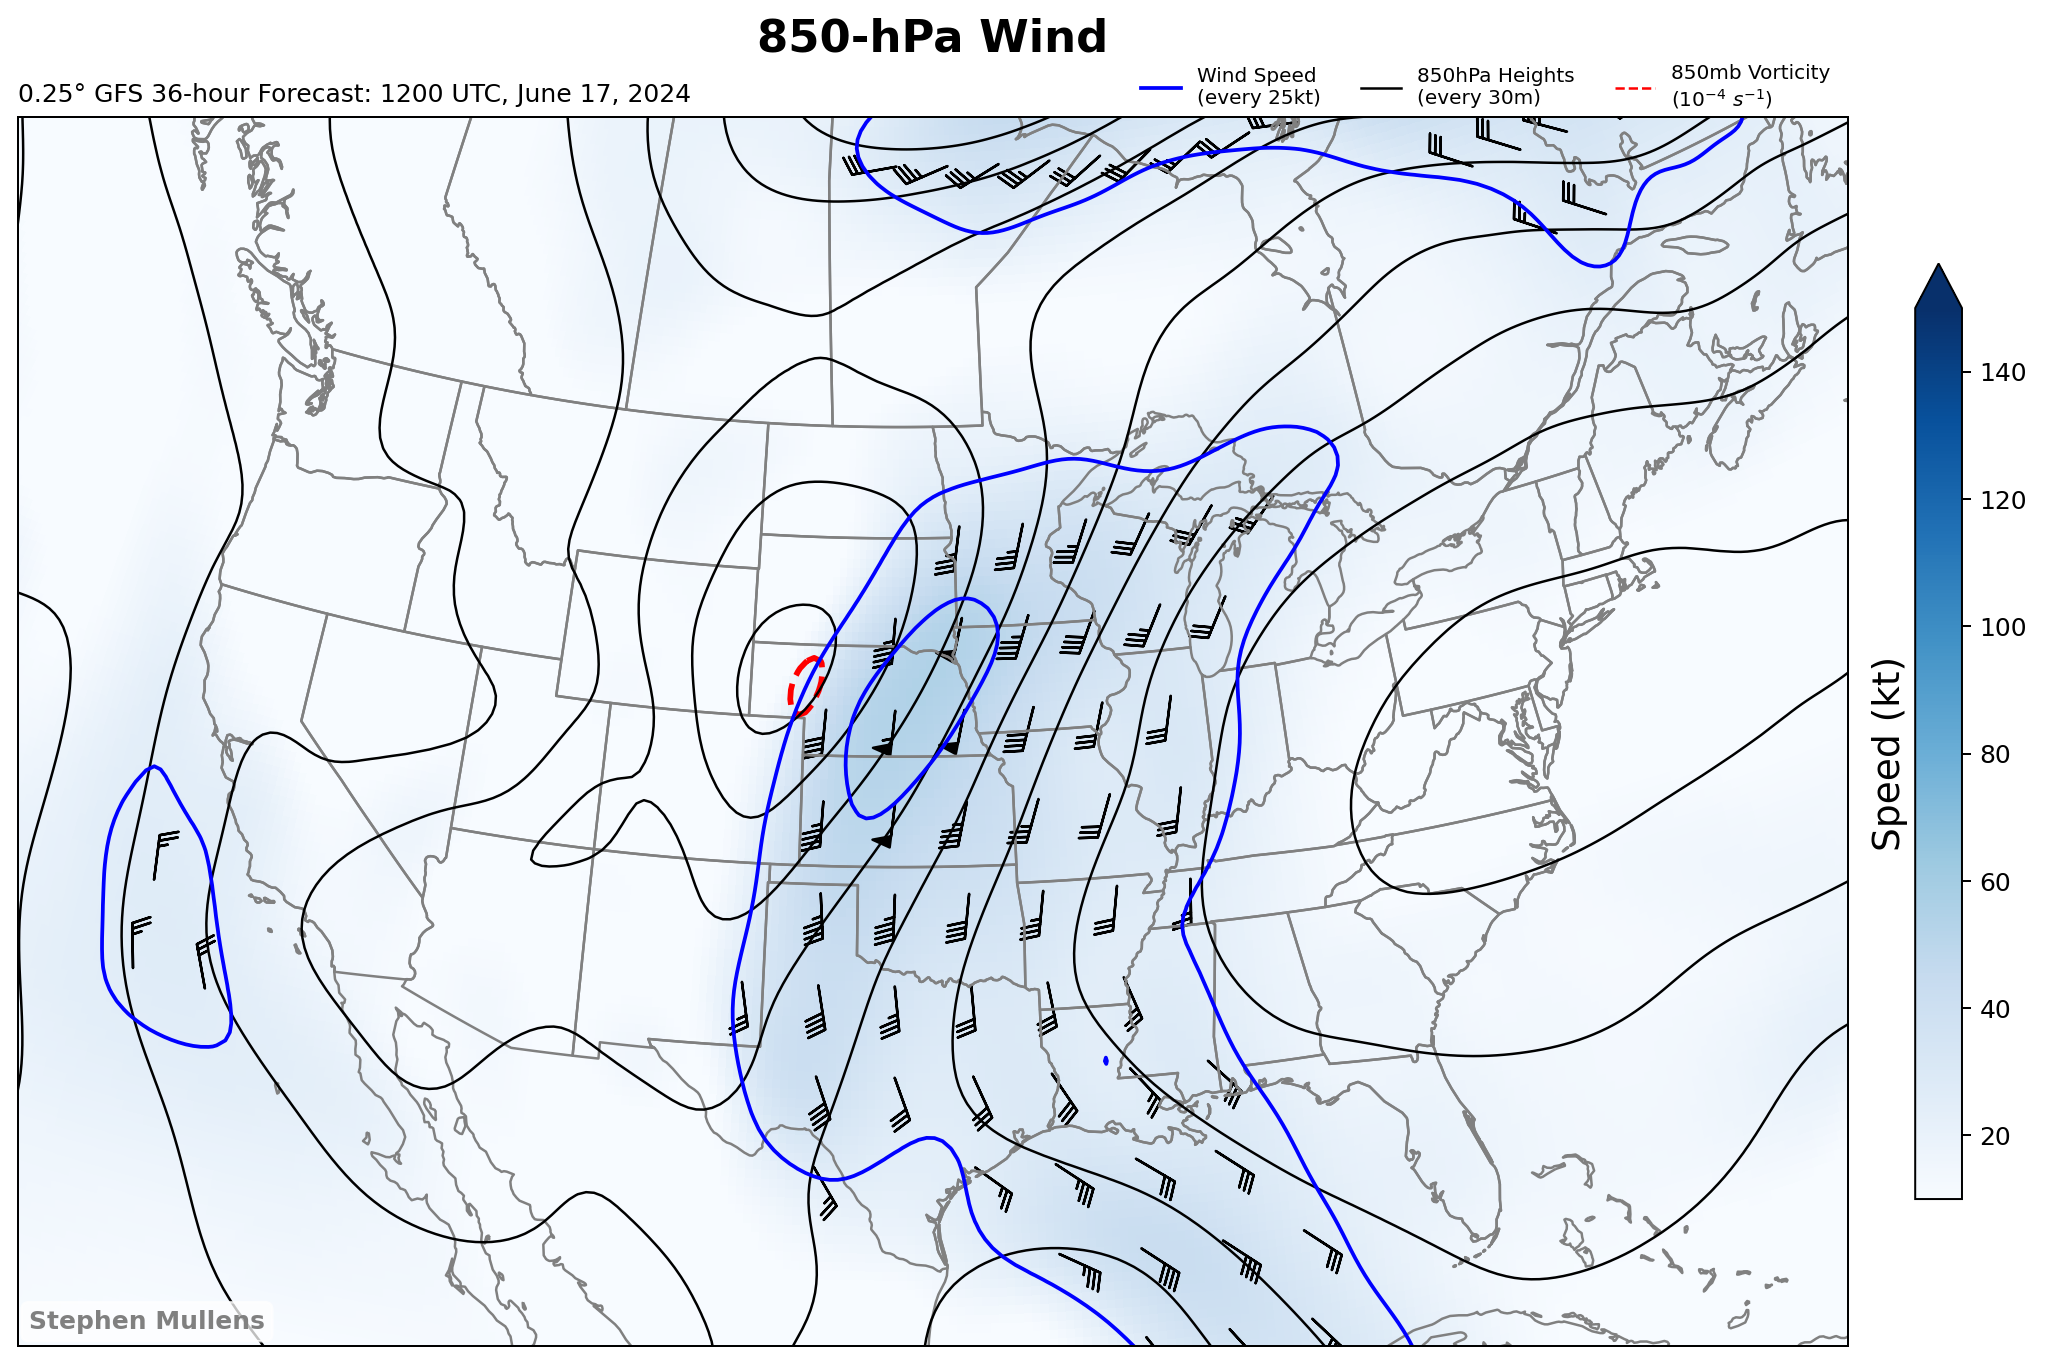 850-hPa Wind
0.25° GFS 36-hour Forecast: 1200 UTC, June 17, 2024
Wind Speed
(every 25kt)
850hPa Heights
(every 30m)
850mb Vorticity
(10⁻⁴ s⁻¹)
140
120
100
80
60
40
20
Speed (kt)
Stephen Mullens